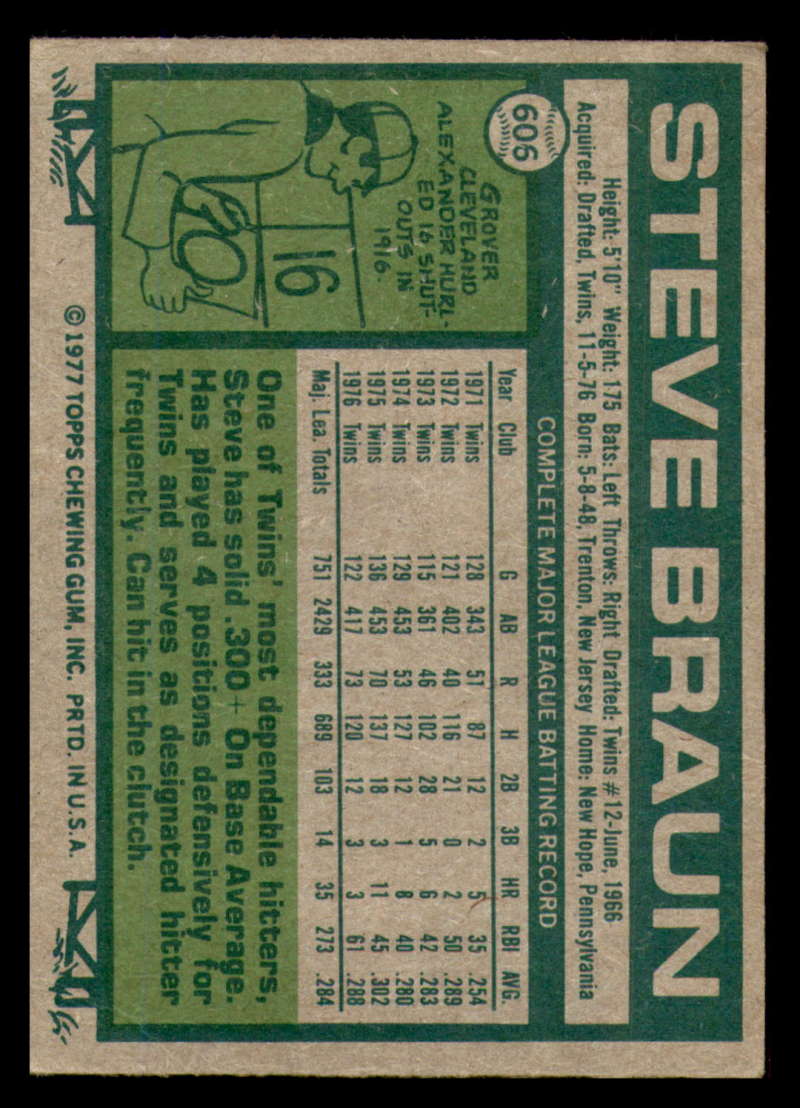 606
STEVE BRAUN
Height: 5'10" Weight: 175 Bats: Left Throws: Right Drafted: Twins #12-June, 1966
Acquired: Drafted, Twins, 11-5-76 Born: 5-8-48, Trenton, New Jersey Home: New Hope, Pennsylvania
GROVER
CLEVELAND
ALEXANDER HURL-
ED 16 SHUT-
OUTS IN
1916.
16
0
COMPLETE MAJOR LEAGUE BATTING RECORD
Year Club G AB R H 2B 3B HR RBI AVG.
1971 Twins 128 343 51 87 12 2 5 35 .254
1972 Twins 121 402 40 116 21 0 2 50 .289
1973 Twins 115 361 46 102 28 5 6 42 .283
1974 Twins 129 453 53 127 12 1 8 40 .280
1975 Twins 136 453 70 137 18 3 11 45 .302
1976 Twins 122 417 73 120 12 3 3 61 .288
Maj. Lea. Totals 751 2429 333 689 103 14 35 273 .284
One of Twins' most dependable hitters,
Steve has solid .300+ On Base Average.
Has played 4 positions defensively for
Twins and serves as designated hitter
frequently. Can hit in the clutch.
© 1977 TOPPS CHEWING GUM, INC. PRTD. IN U.S.A.